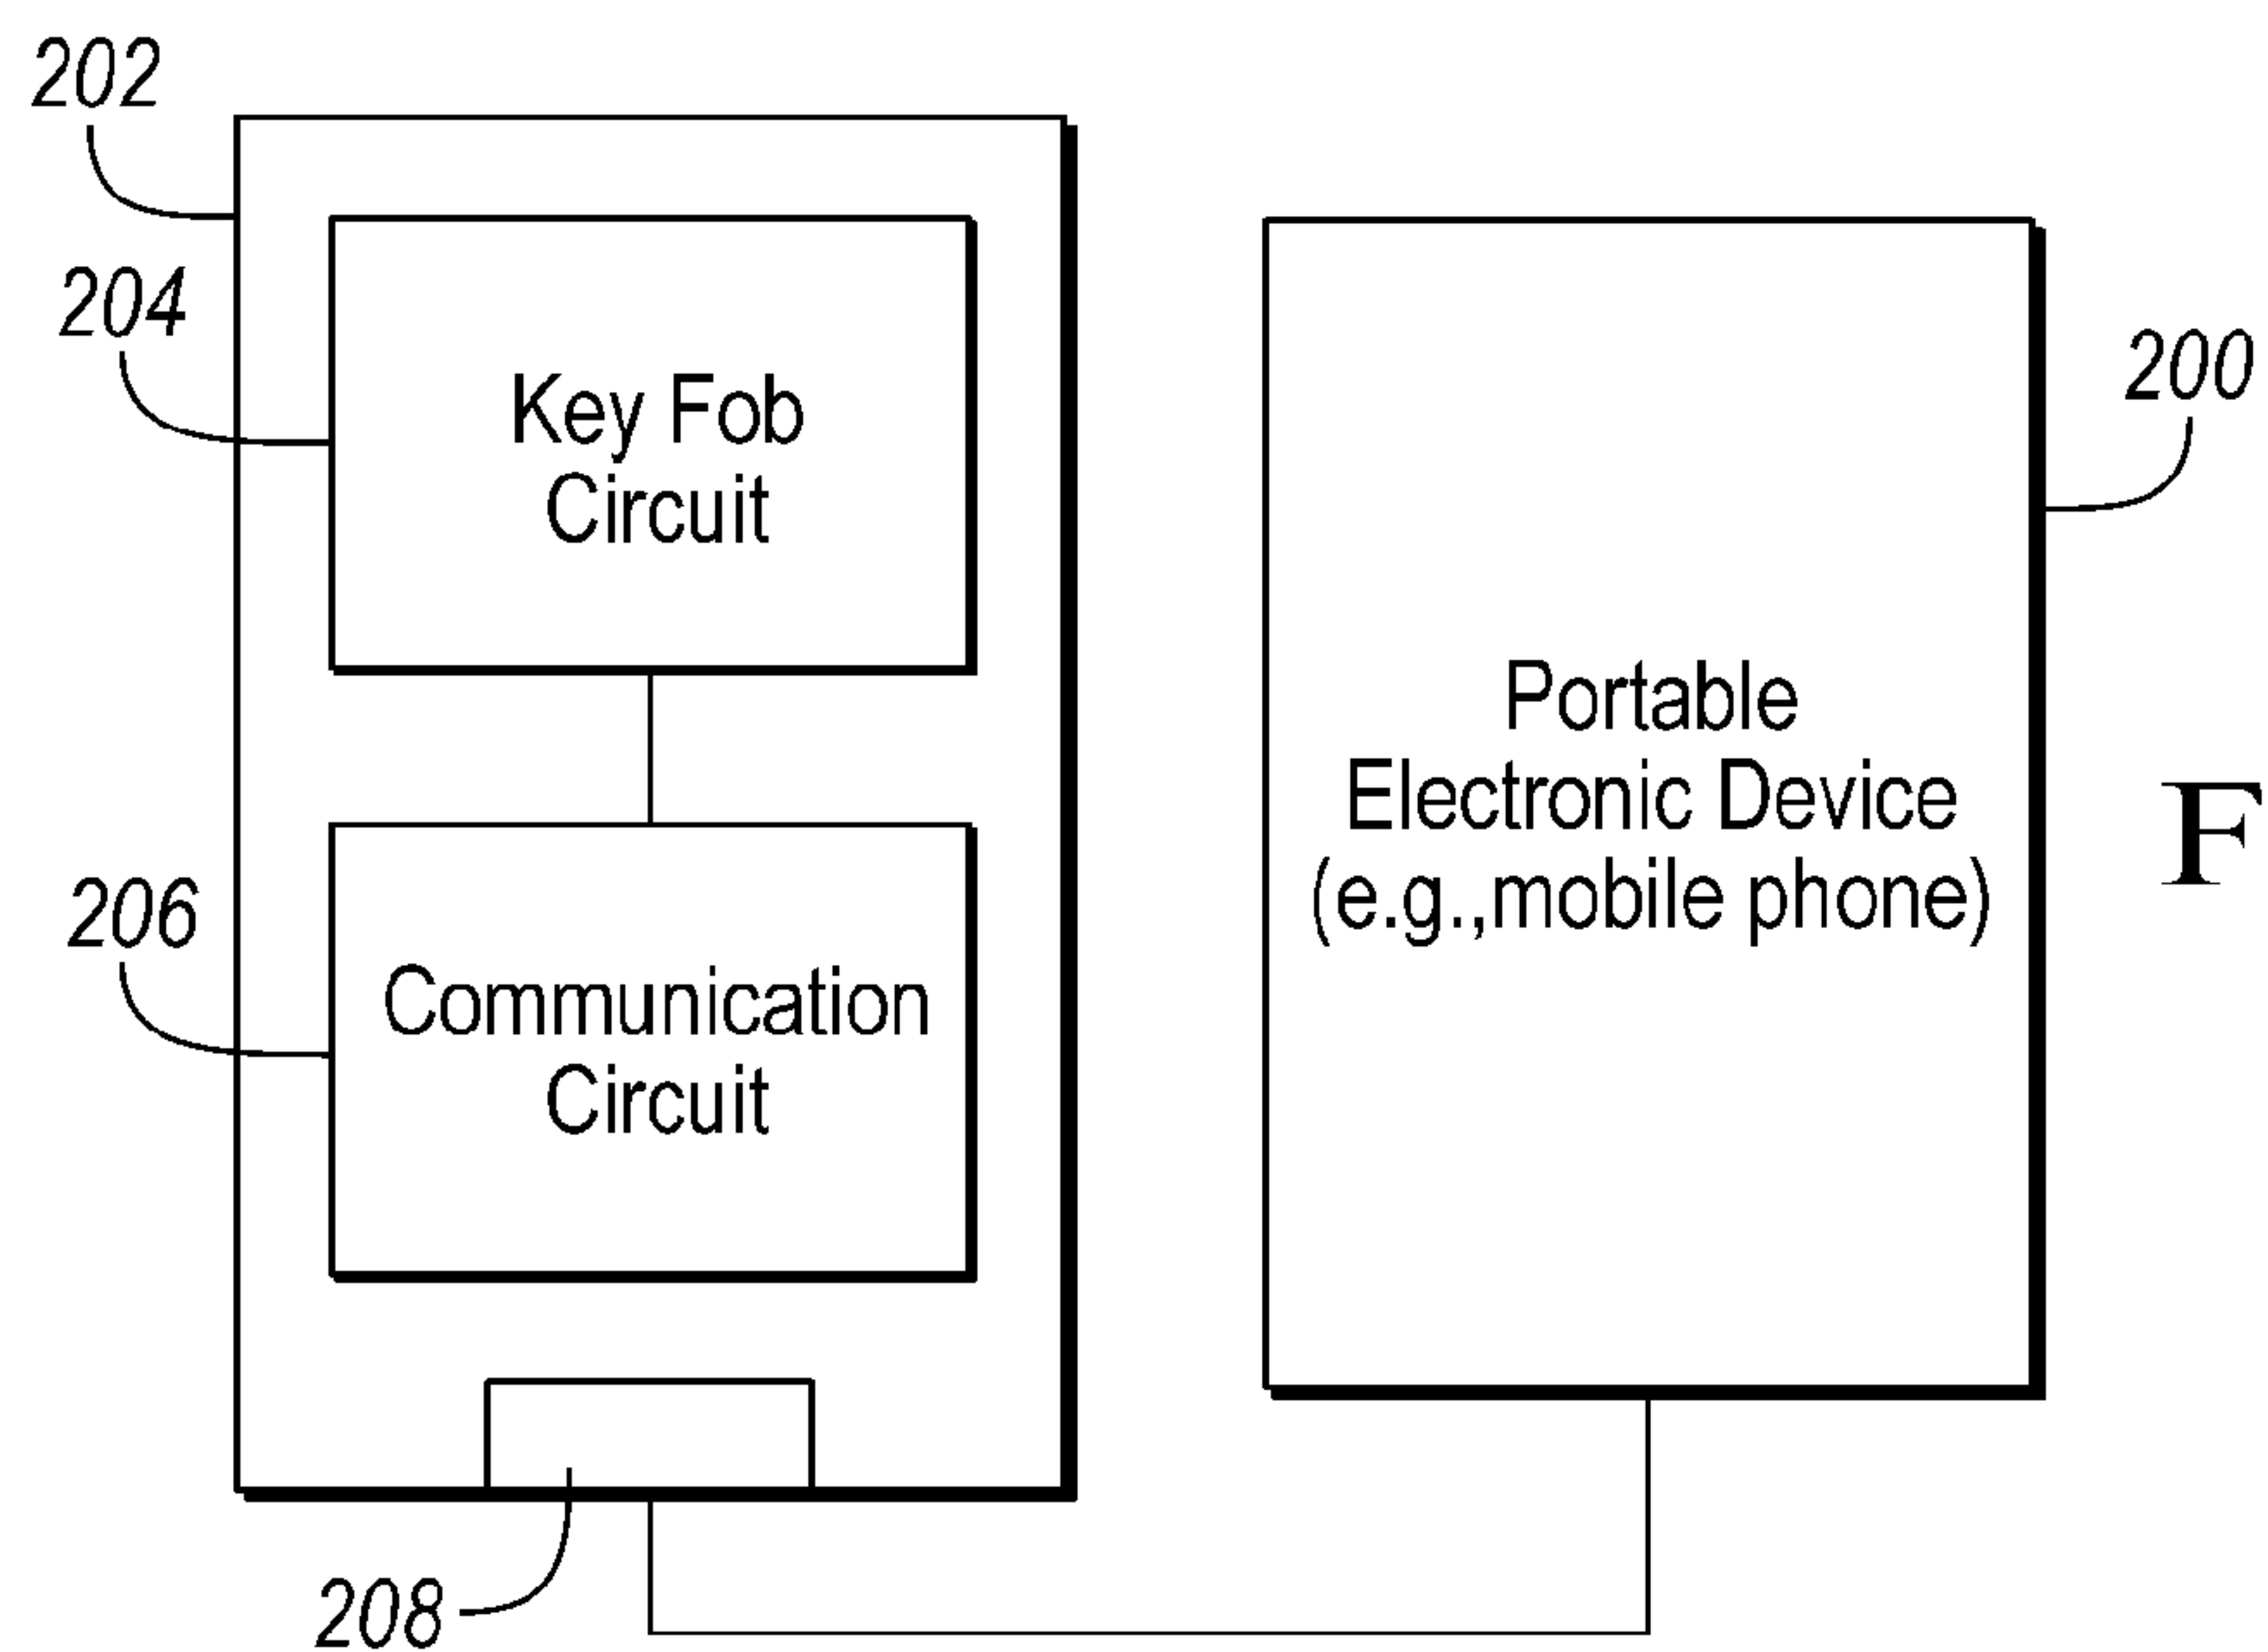 202
204
Key Fob
Circuit
200
Portable
Electronic Device
(e.g.,mobile phone)
F
206
Communication
Circuit
208